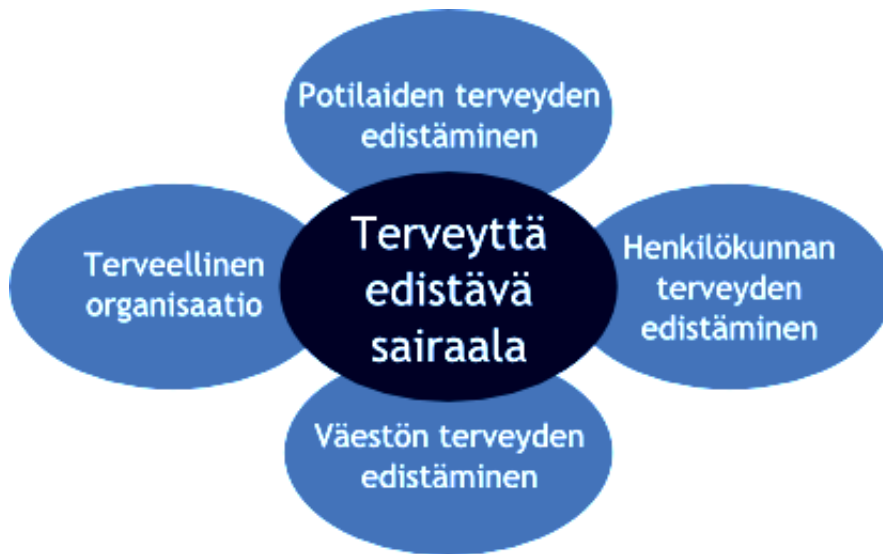 Potilaiden terveyden
edistäminen
Terveellinen
organisaatio
Terveyttä
edistävä
sairaala
Henkilökunnan
terveyden
edistäminen
Väestön terveyden
edistäminen